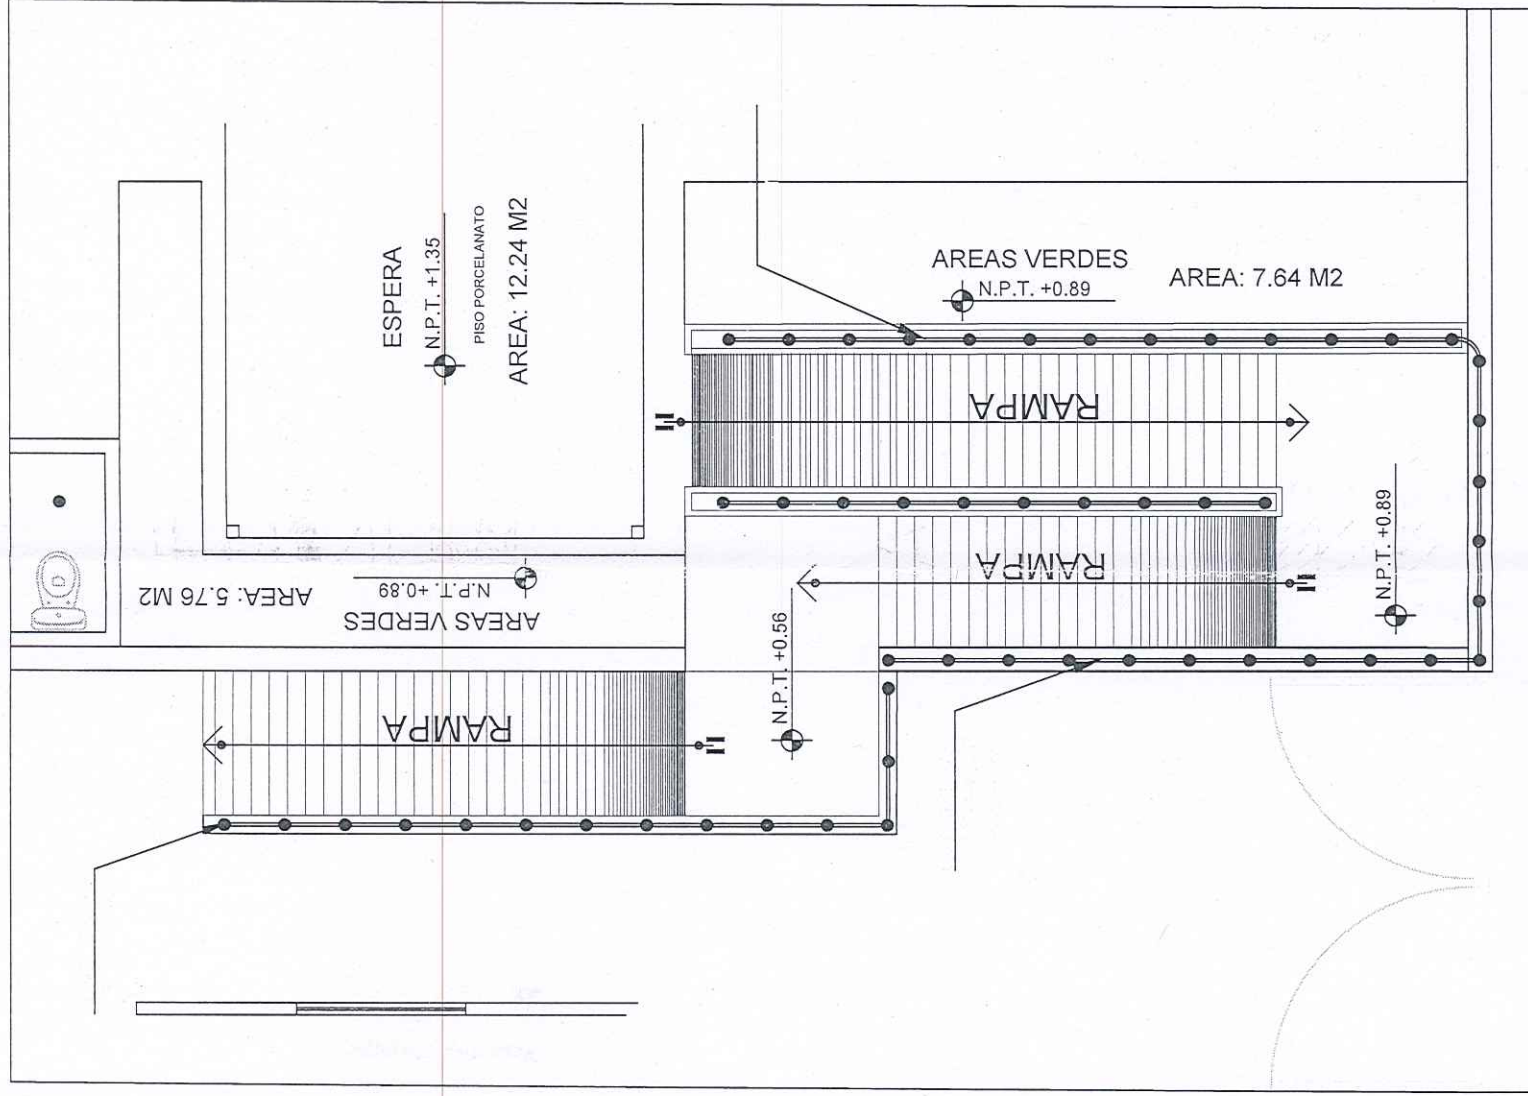 ESPERA
N.P.T. +1.35
PISO PORCELANATO
AREA: 12.24 M2
AREAS VERDES
N.P.T. +0.89
AREA: 7.64 M2
RAMPA
RAMPA
N.P.T. +0.89
AREAS VERDES
N.P.T. +0.89
AREA: 5.76 M2
N.P.T. +0.56
RAMPA